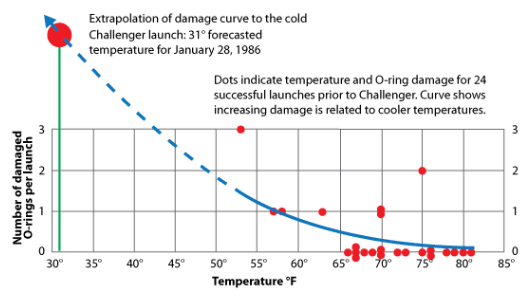 Extrapolation of damage curve to the cold
Challenger launch: 31° forecasted
temperature for January 28, 1986
Dots indicate temperature and O-ring damage for 24
successful launches prior to Challenger. Curve shows
increasing damage is related to cooler temperatures.
Number of damaged
O-rings per launch
3 3
2 2
1 1
0 0
30° 35° 40° 45° 50° 55° 60° 65° 70° 75° 80° 85°
Temperature °F